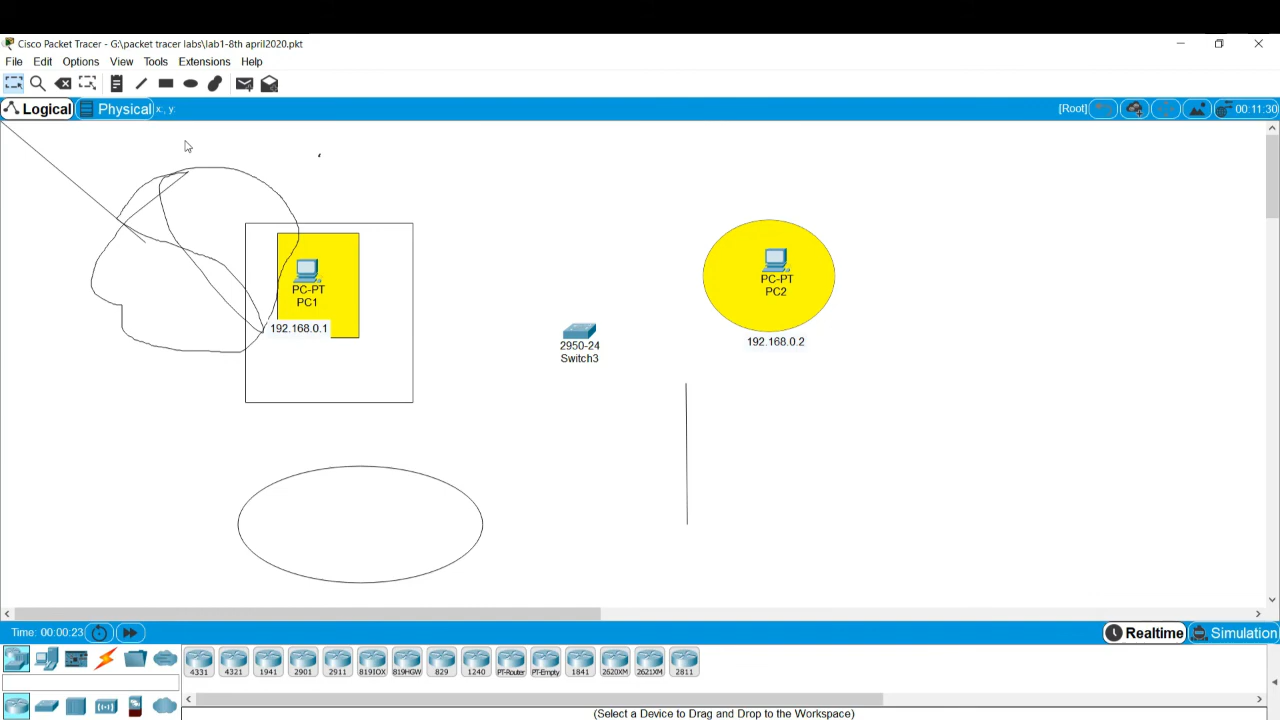 Cisco Packet Tracer - G:\packet tracer labs\lab1-8th april2020.pkt
File Edit Options View Tools Extensions Help
Logical Physical x:, y: [Root] 00:11:30
PC-PT
PC1
192.168.0.1
PC-PT
PC2
192.168.0.2
2950-24
Switch3
Time: 00:00:23 Realtime Simulation
4331 4321 1941 2901 2911 819IOX 819HGW 829 1240 PT-Router PT-Empty 1841 2620XM 2621XM 2811
(Select a Device to Drag and Drop to the Workspace)